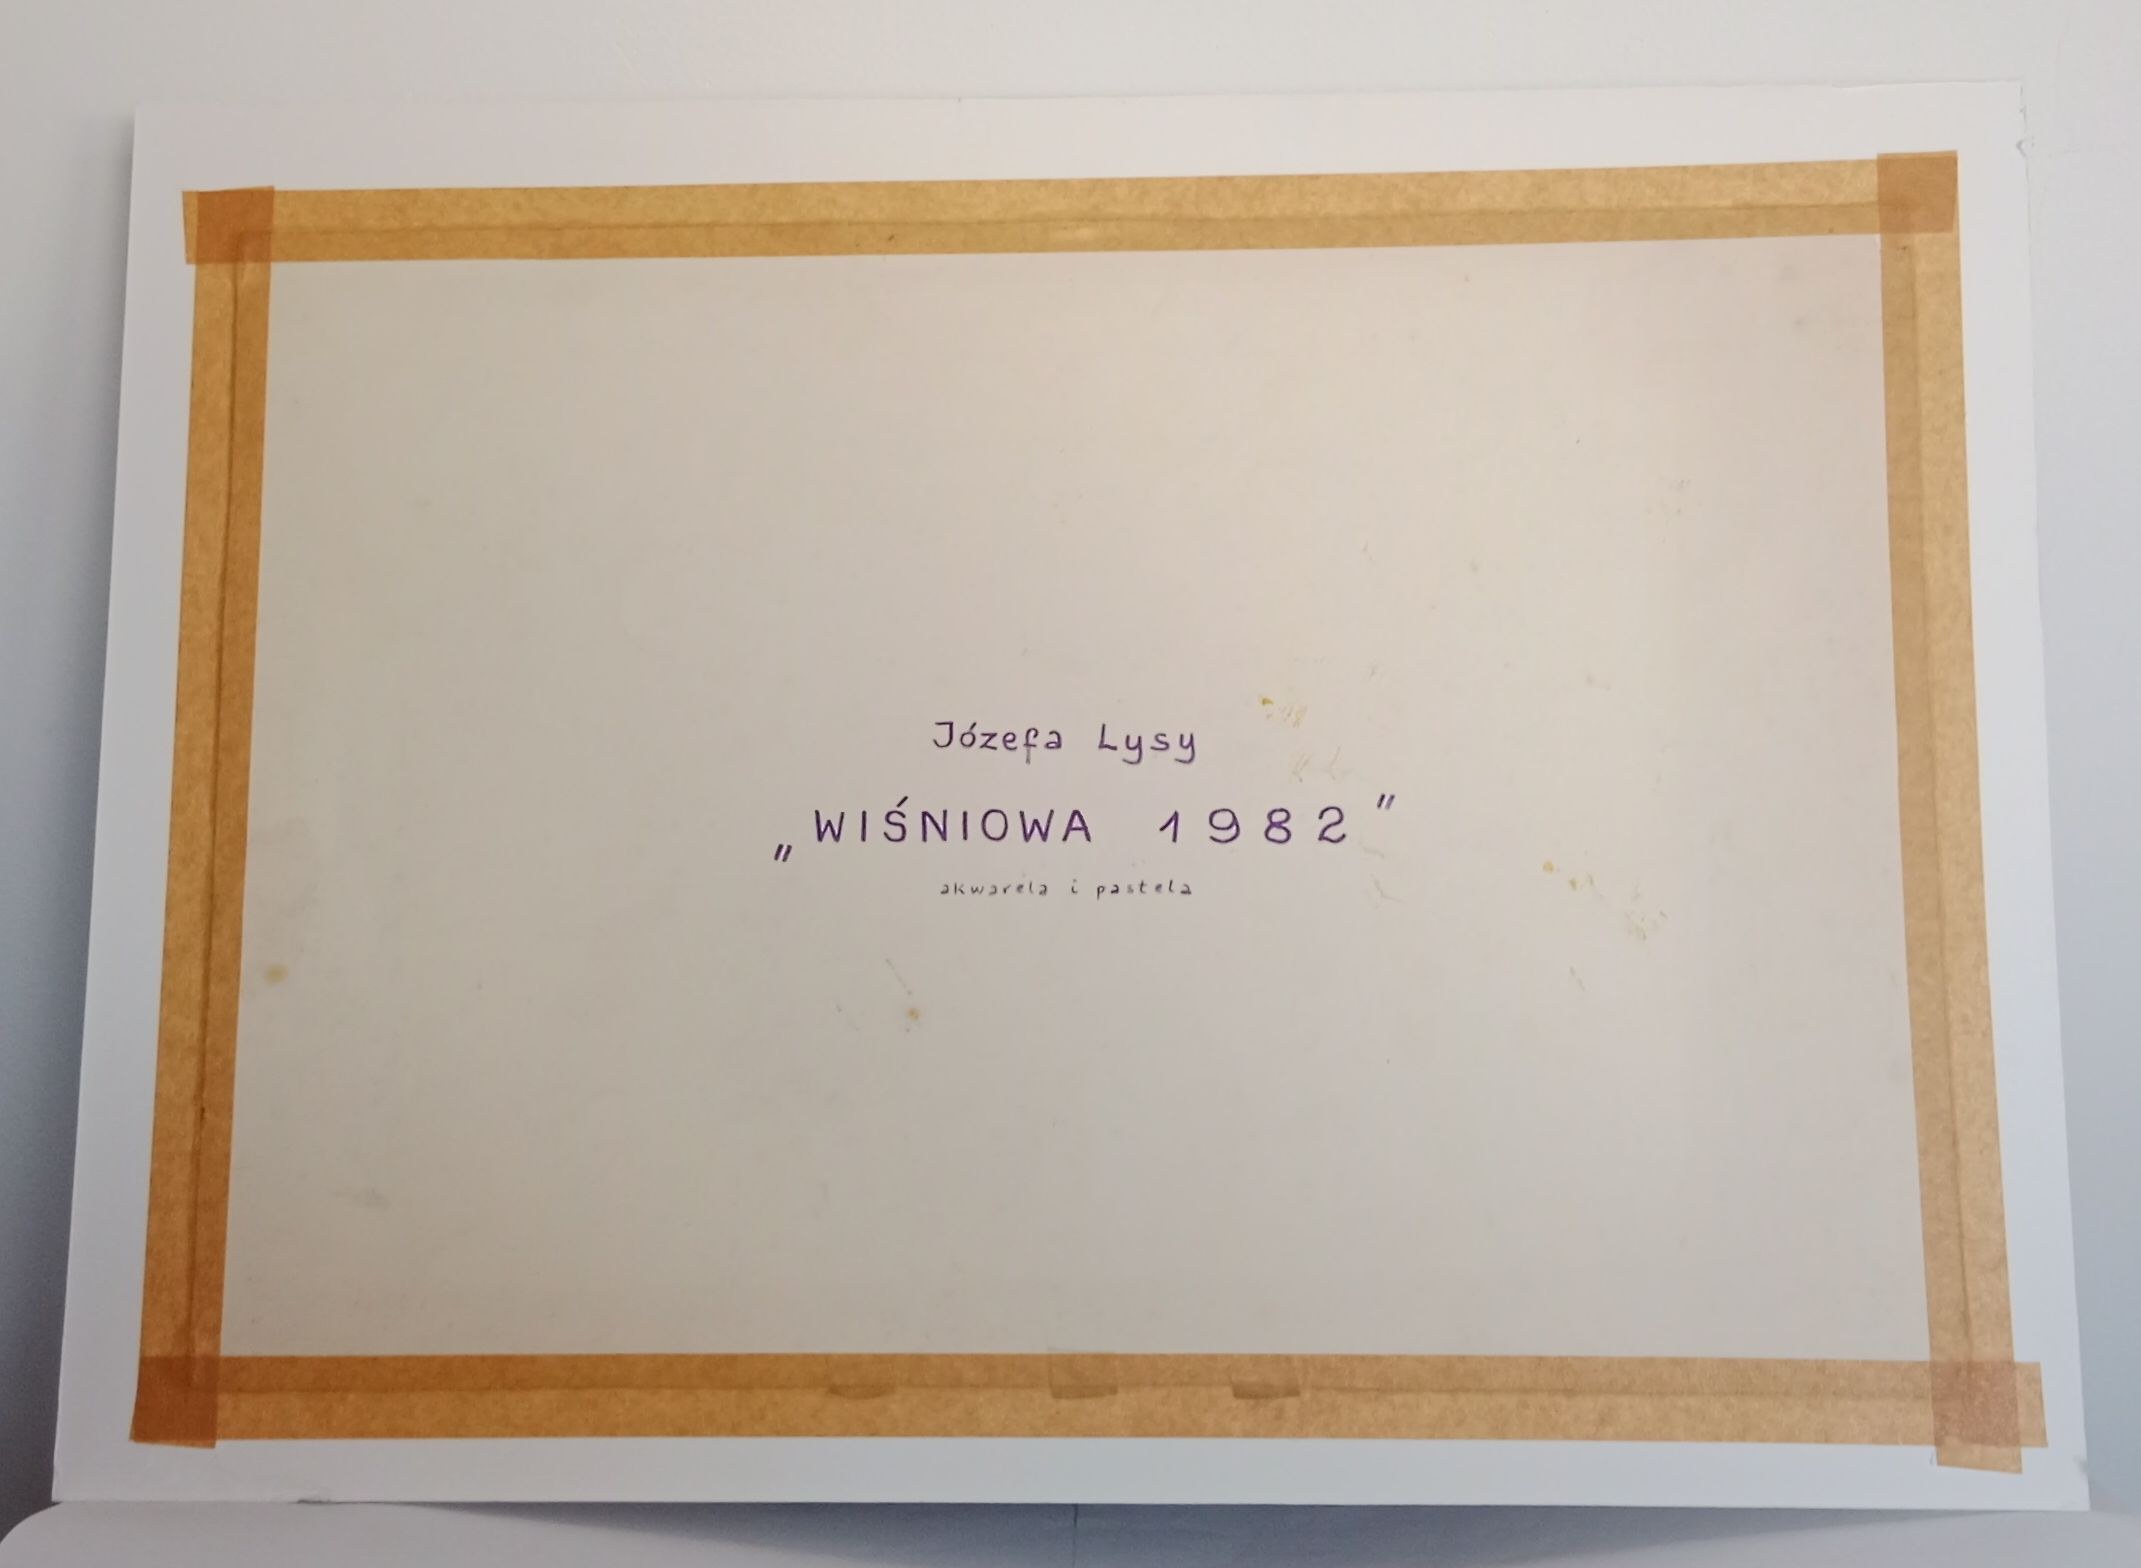 Józefa Lysy
„WIŚNIOWA 1982”
akwarela i pastela